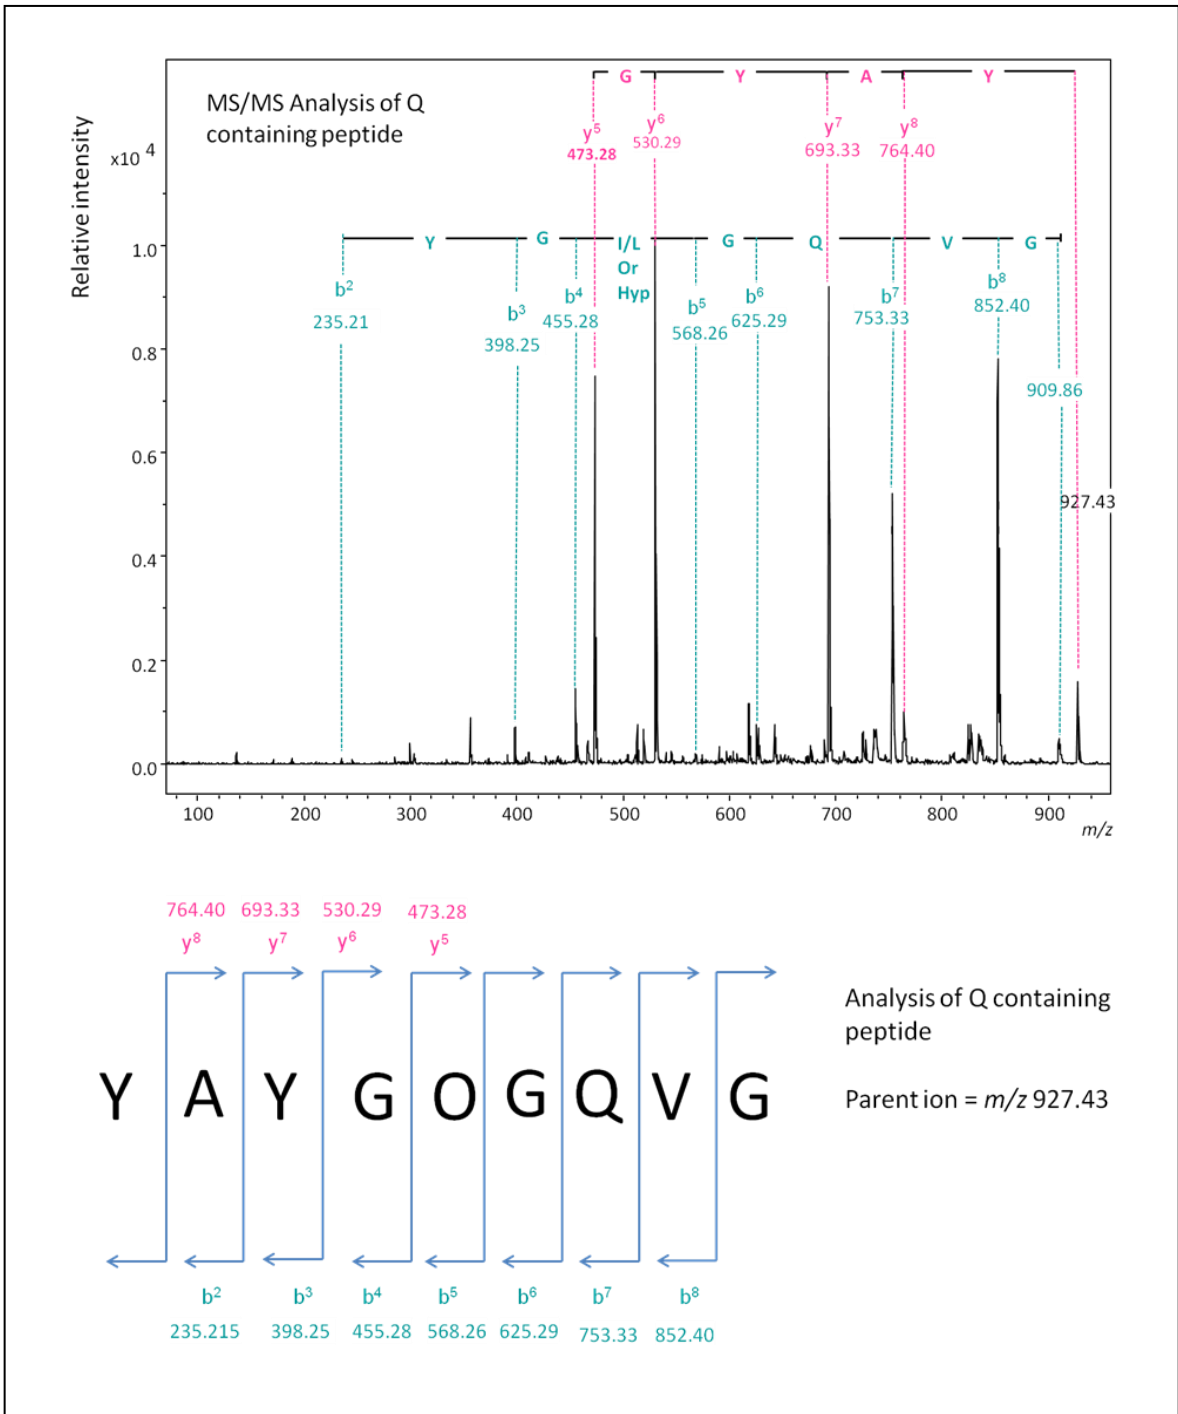 G Y A Y
MS/MS Analysis of Q
containing peptide
Relative intensity
x10 4
y5 y6 y7 y8
473.28 530.29 693.33 764.40
1.0
Y G I/L G Q V G
Or
Hyp
b2 b3 b4 b5 b6 b7 b8
235.21 398.25 455.28 568.26 625.29 753.33 852.40
0.8
909.86
0.6
927.43
0.4
0.2
0.0
100 200 300 400 500 600 700 800 900
m/z
764.40 693.33 530.29 473.28
y8 y7 y6 y5
Analysis of Q containing
peptide
Y A Y G O G Q V G
Parent ion = m/z 927.43
b2 b3 b4 b5 b6 b7 b8
235.215 398.25 455.28 568.26 625.29 753.33 852.40